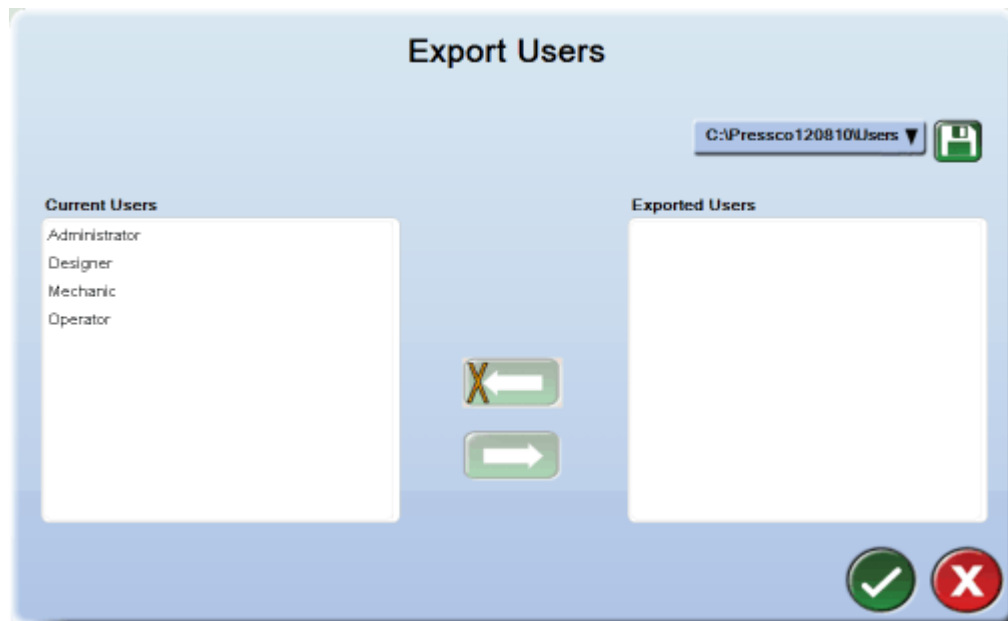 Export Users
C:\Pressco120810\Users
Current Users
Exported Users
Administrator
Designer
Mechanic
Operator
X